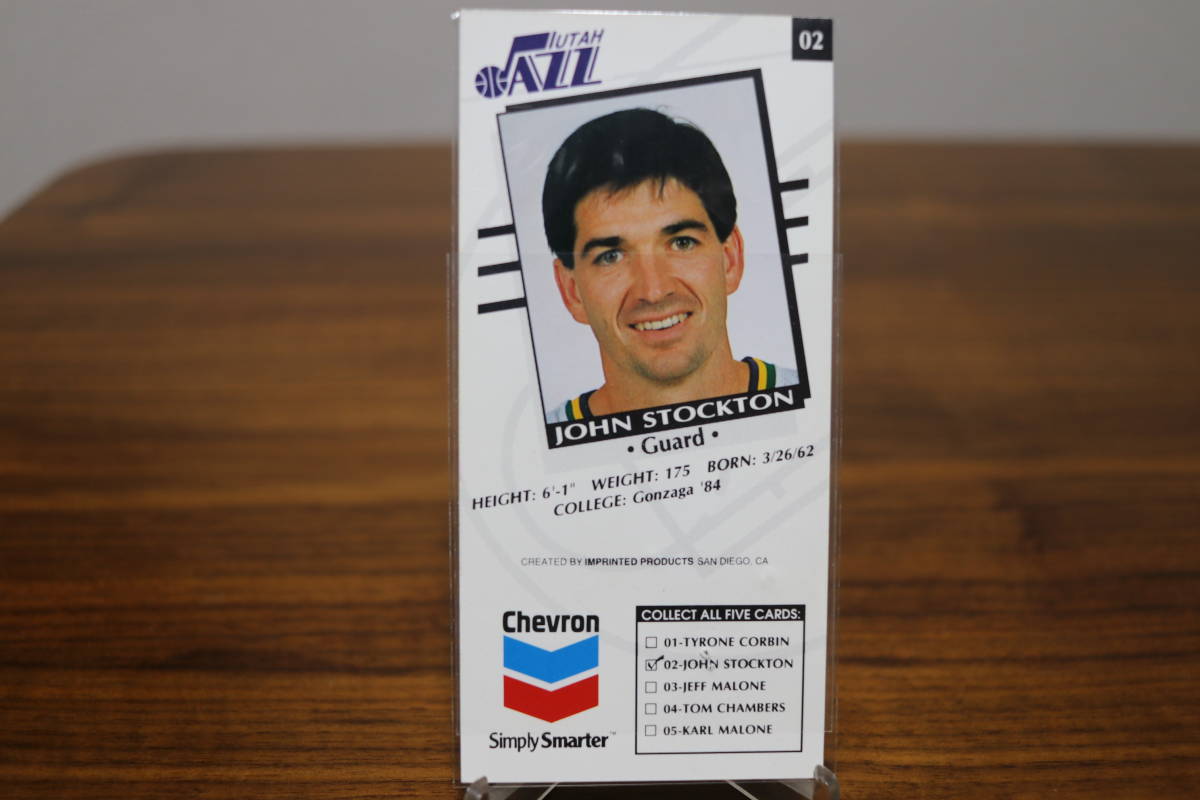 UTAH
JAZZ
02
JOHN STOCKTON
• Guard •
HEIGHT: 6'-1" WEIGHT: 175 BORN: 3/26/62
COLLEGE: Gonzaga '84
CREATED BY IMPRINTED PRODUCTS SAN DIEGO, CA
Chevron
Simply Smarter™
COLLECT ALL FIVE CARDS:
☐ 01-TYRONE CORBIN
☑ 02-JOHN STOCKTON
☐ 03-JEFF MALONE
☐ 04-TOM CHAMBERS
☐ 05-KARL MALONE